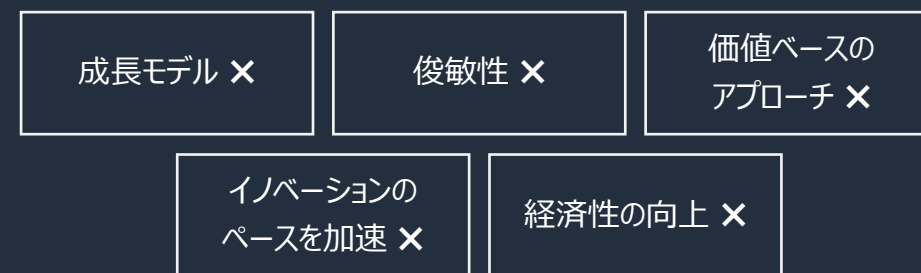 成長モデル ×
俊敏性 ×
価値ベースの
アプローチ ×
イノベーションの
ペースを加速 ×
経済性の向上 ×